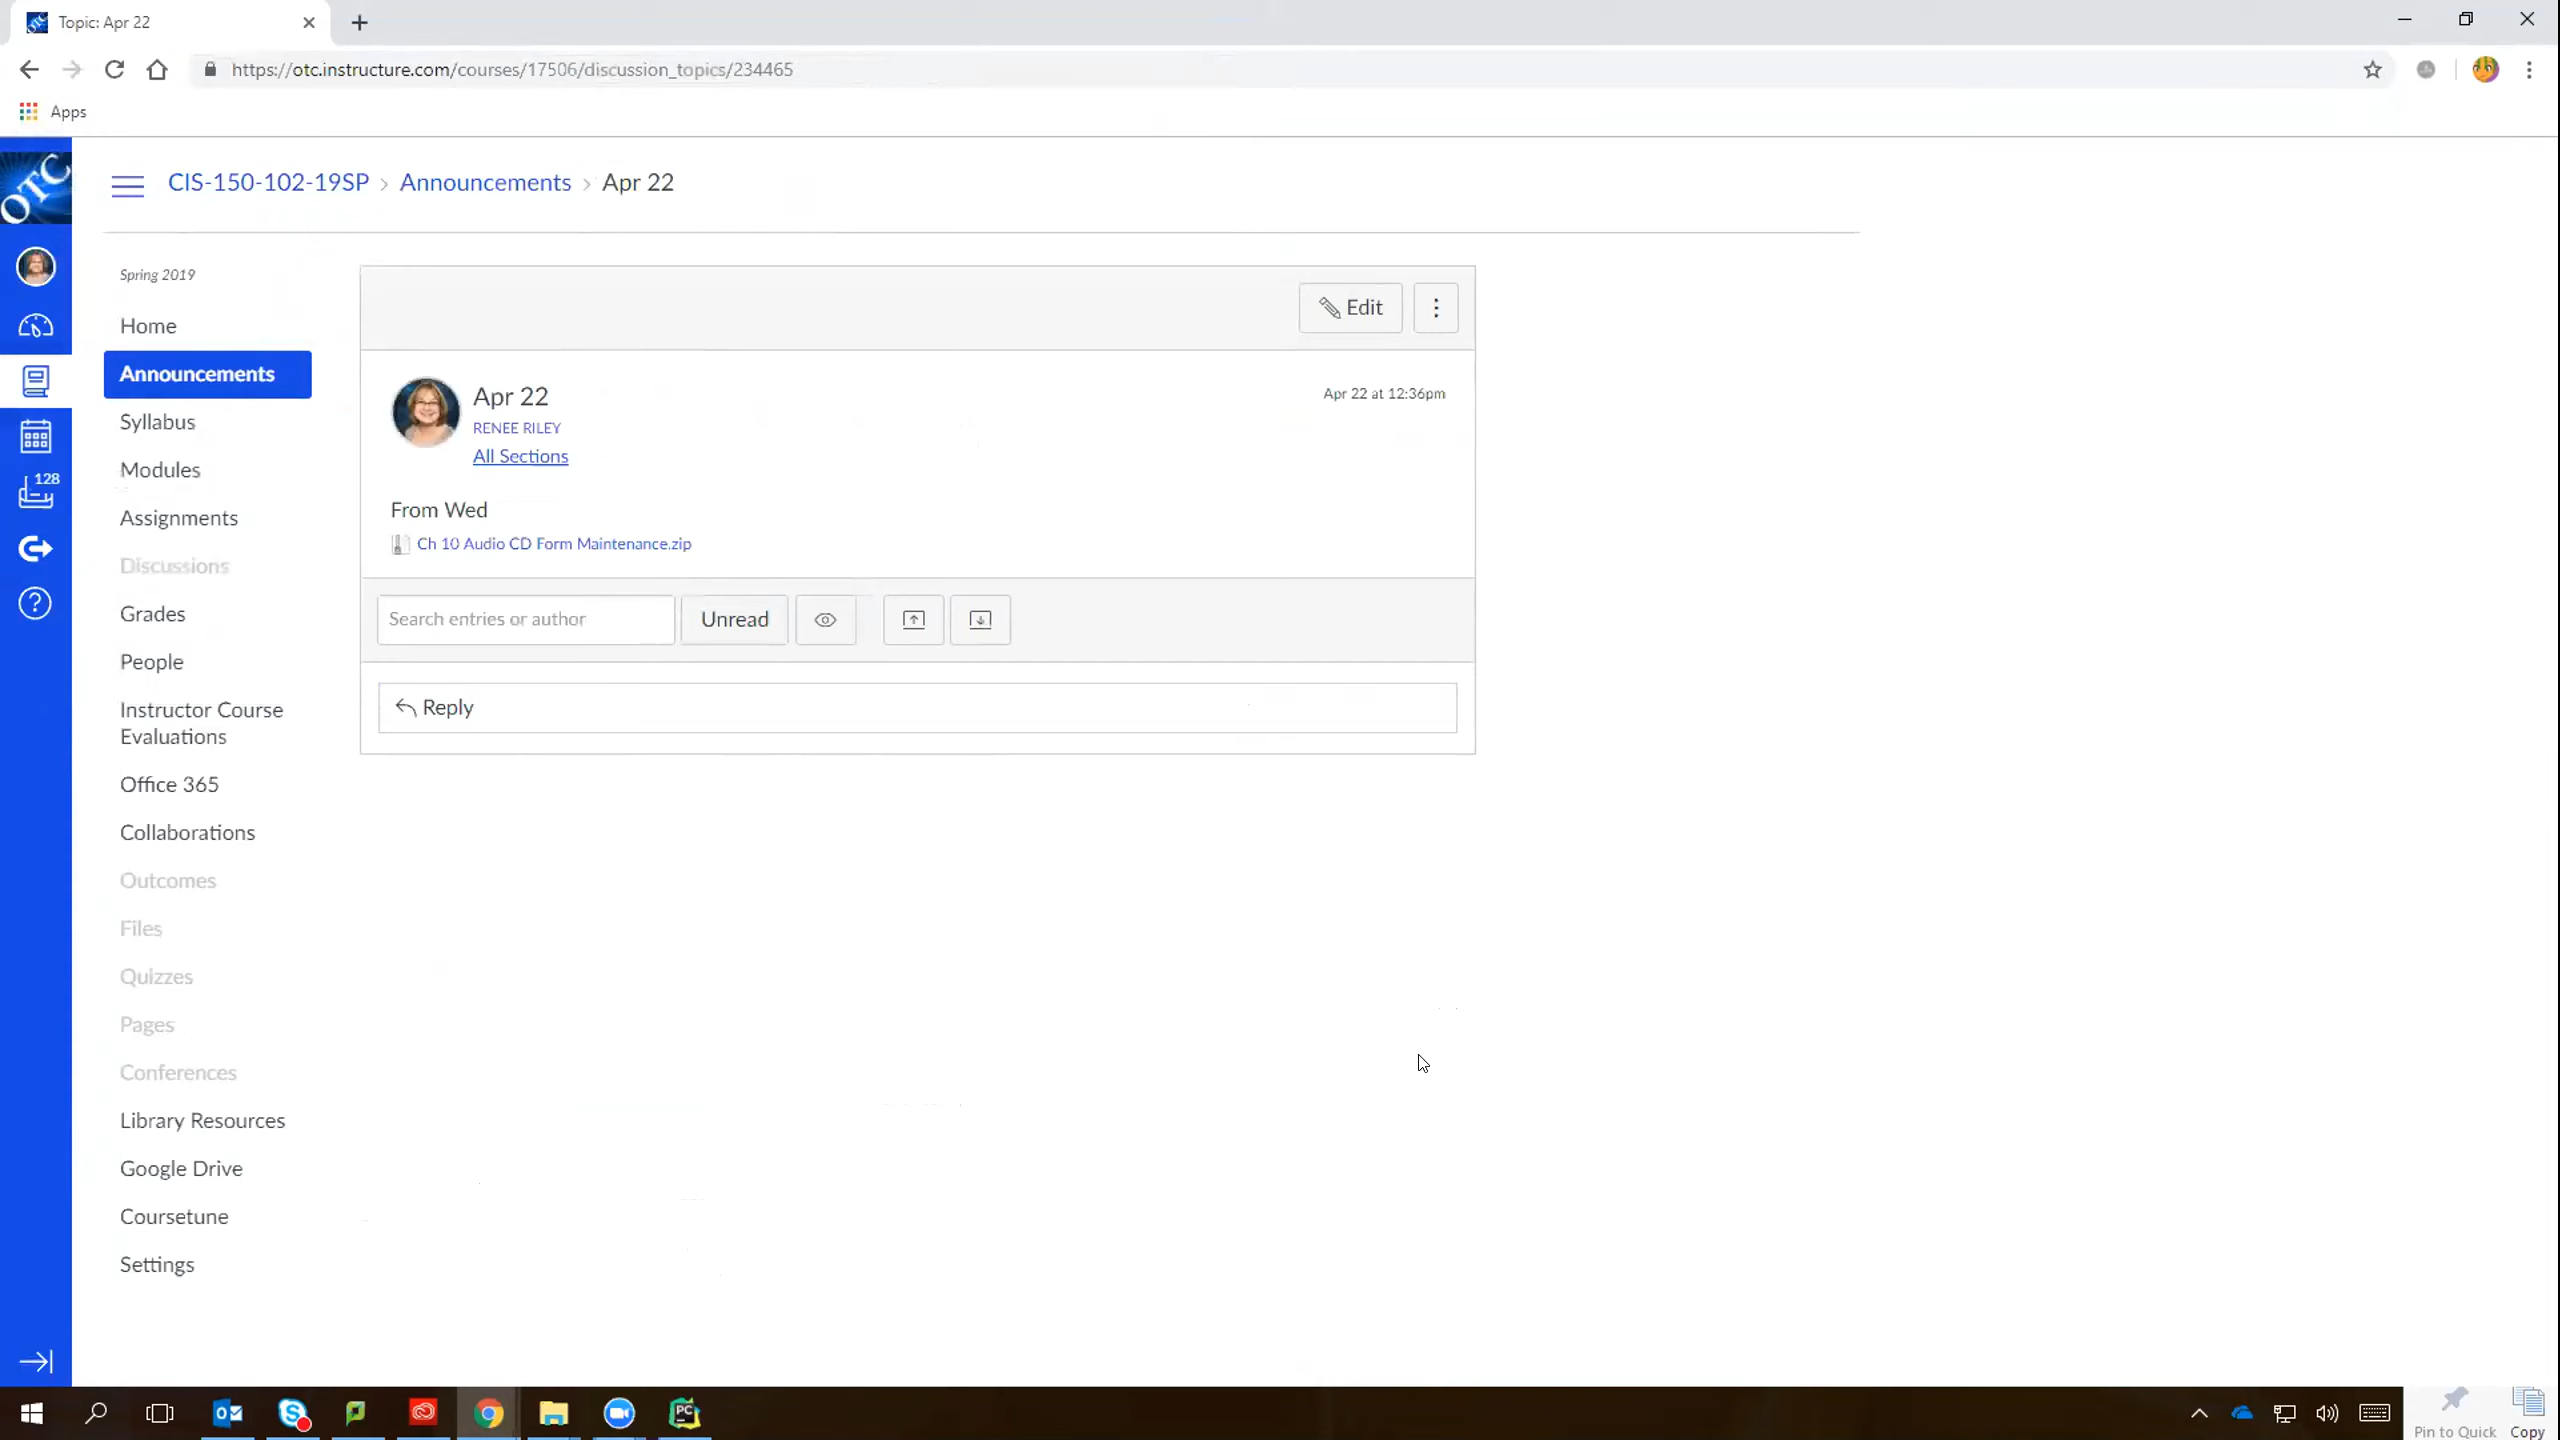 Topic: Apr 22
https://otc.instructure.com/courses/17506/discussion_topics/234465
Apps
OTC
CIS-150-102-19SP › Announcements › Apr 22
Spring 2019
Home
Announcements
Syllabus
Modules
128
Assignments
Discussions
Grades
People
Instructor Course
Evaluations
Office 365
Collaborations
Outcomes
Files
Quizzes
Pages
Conferences
Library Resources
Google Drive
Coursetune
Settings
Edit
Apr 22
Apr 22 at 12:36pm
RENEE RILEY
All Sections
From Wed
Ch 10 Audio CD Form Maintenance.zip
Search entries or author
Unread
Reply
Pin to Quick
Copy